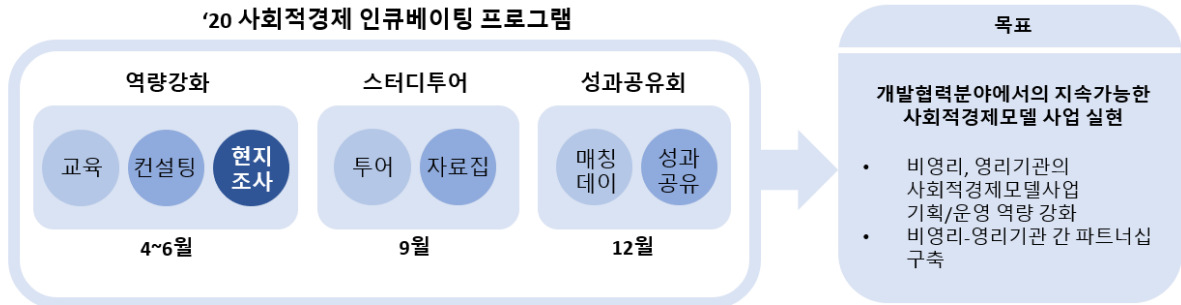 ‘20 사회적경제 인큐베이팅 프로그램
역량강화
교육
컨설팅
현지
조사
4~6월
스터디투어
투어
자료집
9월
성과공유회
매칭
데이
성과
공유
12월
목표
개발협력분야에서의 지속가능한
사회적경제모델 사업 실현
• 비영리, 영리기관의
사회적경제모델사업
기획/운영 역량 강화
• 비영리-영리기관 간 파트너십
구축